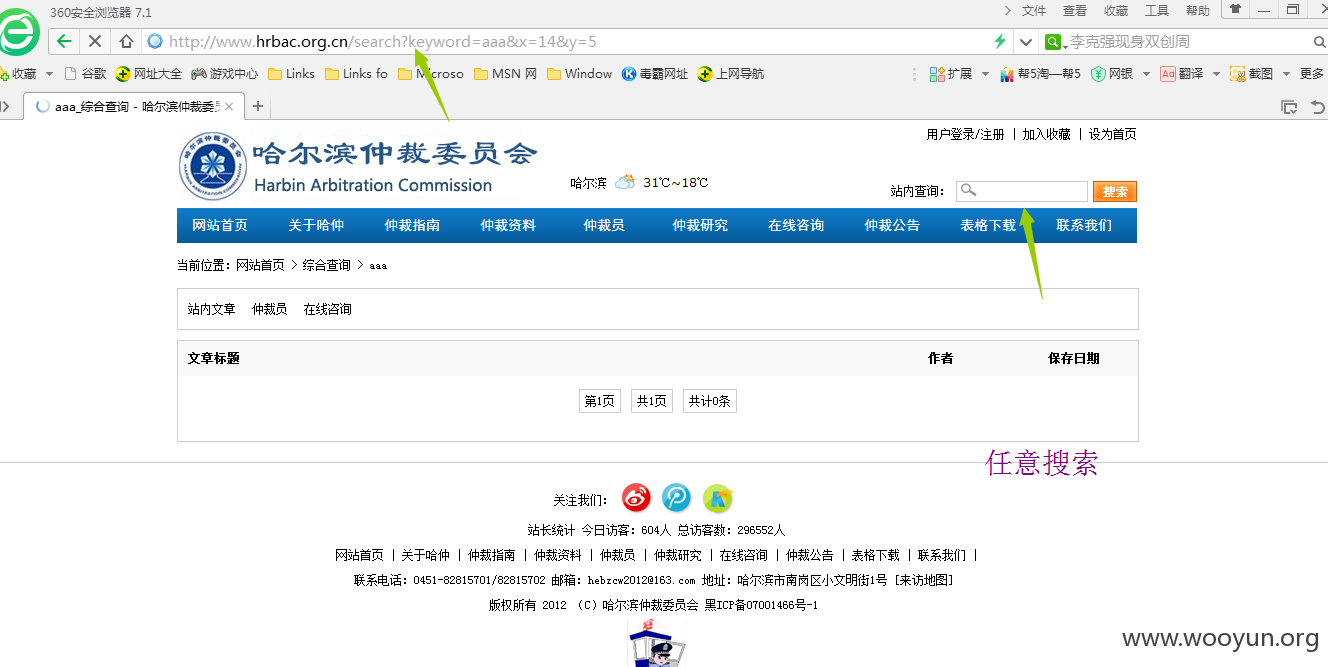 360安全浏览器 7.1 文件 查看 收藏 工具 帮助
http://www.hrbac.org.cn/search?keyword=aaa&x=14&y=5 李克强现身双创周
收藏 谷歌 网址大全 游戏中心 Links Links fo Microso MSN 网 Window 毒霸网址 上网导航 扩展 帮5淘—帮5 网银 翻译 截图 更多
aaa_综合查询 - 哈尔滨仲裁委员
用户登录/注册 | 加入收藏 | 设为首页
哈尔滨仲裁委员会
Harbin Arbitration Commission
哈尔滨 31℃~18℃
站内查询： 搜索
网站首页 关于哈仲 仲裁指南 仲裁资料 仲裁员 仲裁研究 在线咨询 仲裁公告 表格下载 联系我们
当前位置：网站首页 > 综合查询 > aaa
站内文章 仲裁员 在线咨询
文章标题 作者 保存日期
第1页 共1页 共计0条
任意搜索
关注我们：
站长统计 今日访客：604人 总访客数：296552人
网站首页 | 关于哈仲 | 仲裁指南 | 仲裁资料 | 仲裁员 | 仲裁研究 | 在线咨询 | 仲裁公告 | 表格下载 | 联系我们 |
联系电话：0451-82815701/82815702 邮箱：hebzcw2012@163.com 地址：哈尔滨市南岗区小文明街1号 [来访地图]
版权所有 2012 （C）哈尔滨仲裁委员会 黑ICP备07001466号-1
www.wooyun.org